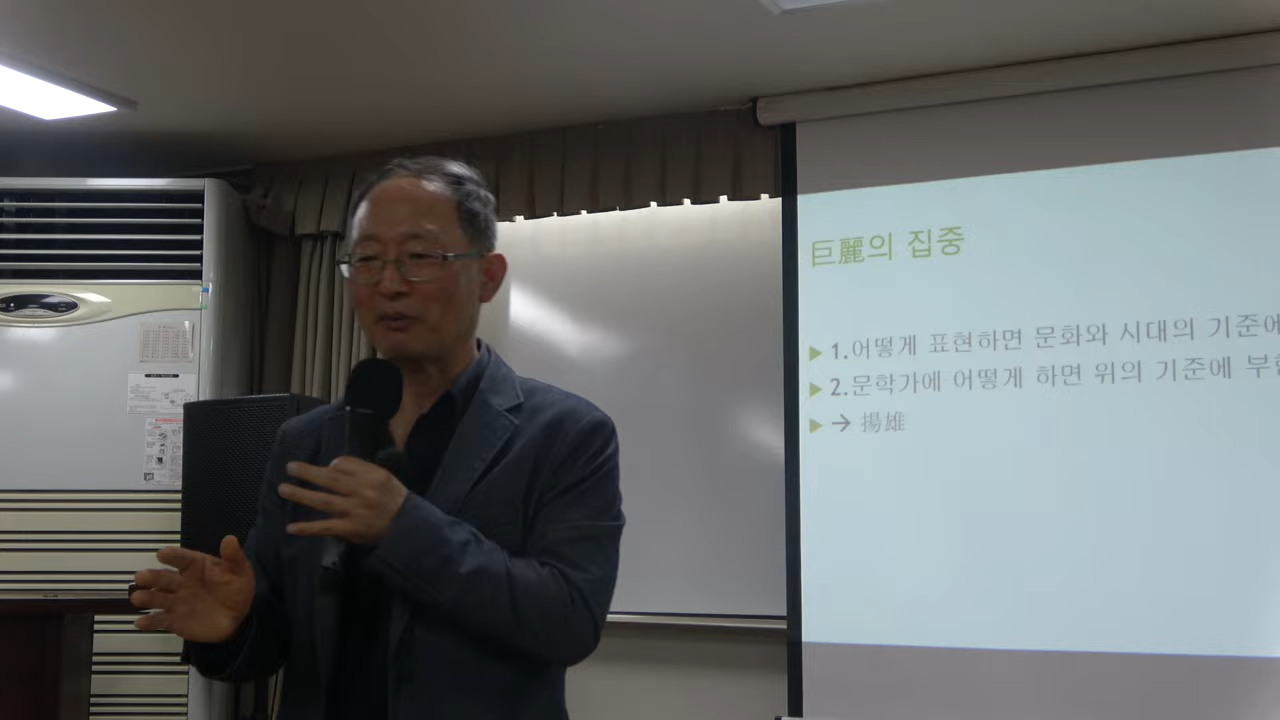 巨麗의 집중
1.어떻게 표현하면 문화와 시대의 기준에
2.문학가에 어떻게 하면 위의 기준에
→ 揚雄